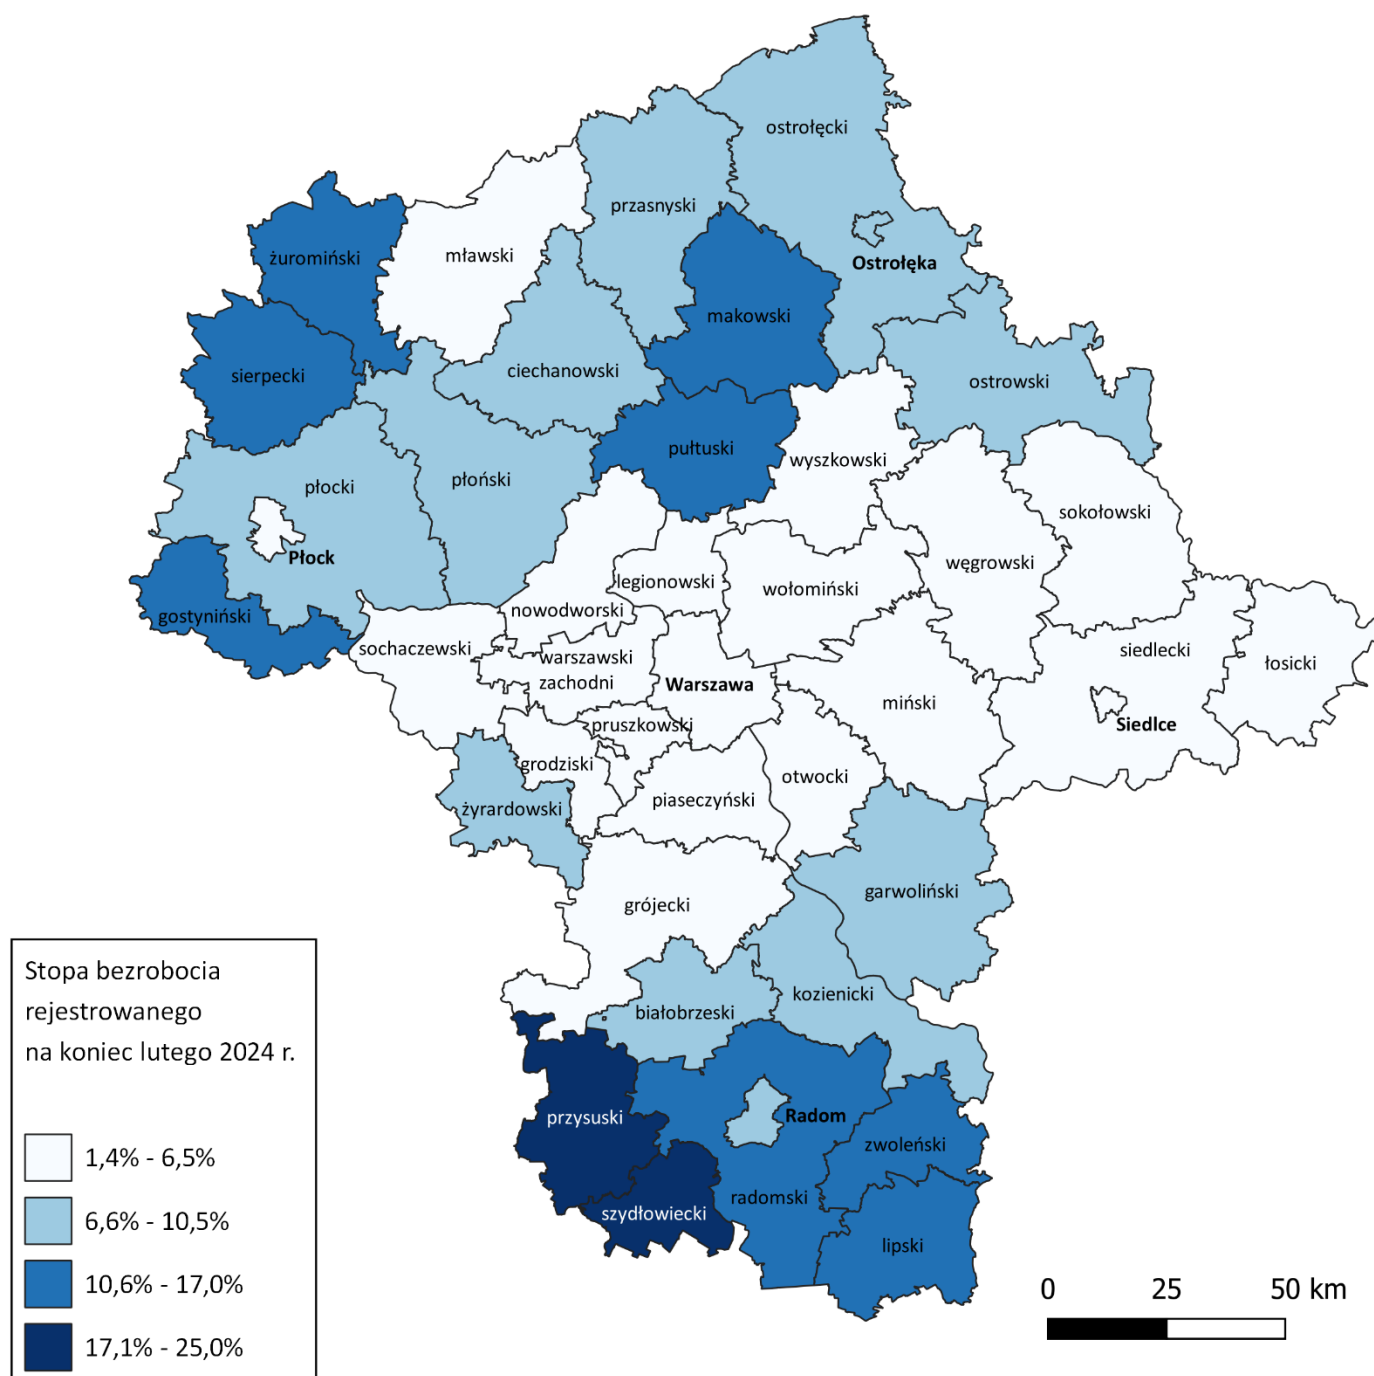 ostrołęcki
przasnyski
żuromiński
mławski
Ostrołęka
makowski
sierpecki
ciechanowski
ostrowski
pułtuski
wyszkowski
płocki
płoński
sokołowski
Płock
węgrowski
legionowski
wołomiński
gostyniński
nowodworski
sochaczewski
warszawski
zachodni
siedlecki
łosicki
Warszawa
miński
pruszkowski
Siedlce
grodziski
otwocki
żyrardowski
piaseczyński
garwoliński
grójecki
kozienicki
białobrzeski
przysuski
Radom
zwoleński
radomski
szydłowiecki
lipski
Stopa bezrobocia
rejestrowanego
na koniec lutego 2024 r.
1,4% - 6,5%
6,6% - 10,5%
10,6% - 17,0%
17,1% - 25,0%
0 25 50 km